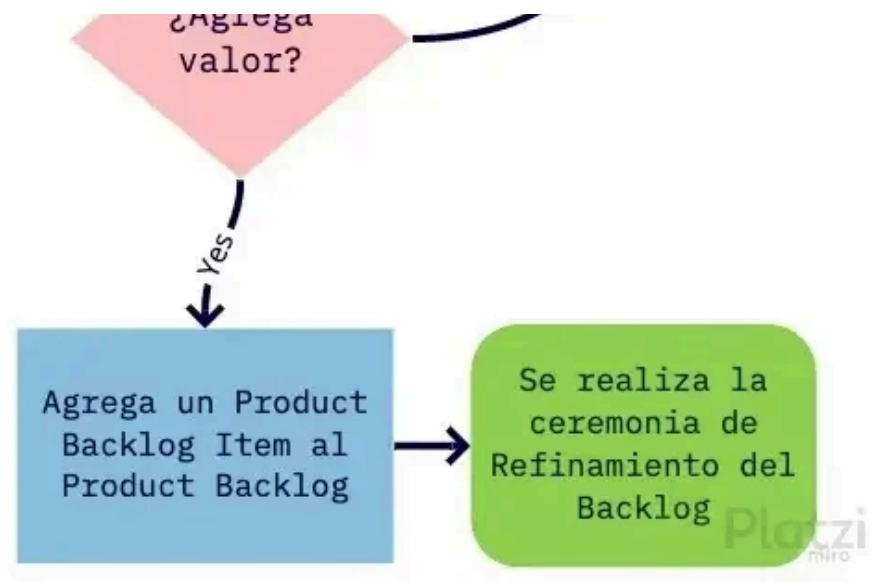 ¿Agrega
valor?
Yes
Agrega un Product
Backlog Item al
Product Backlog
Se realiza la
ceremonia de
Refinamiento del
Backlog
Platzi
miro